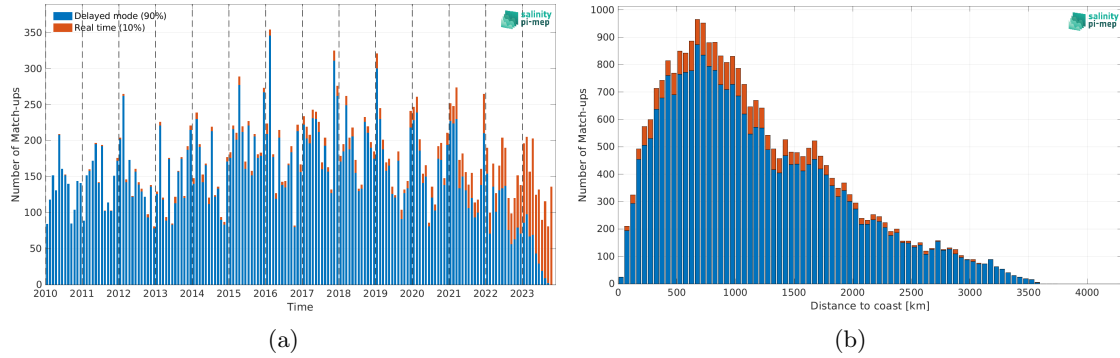 Delayed mode (90%)
Real time (10%)
salinity
pi-mep
350
300
250
200
150
100
50
0
Number of Match-ups
2010 2011 2012 2013 2014 2015 2016 2017 2018 2019 2020 2021 2022 2023
Time
(a)
salinity
pi-mep
1000
900
800
700
600
500
400
300
200
100
0
Number of Match-ups
0 500 1000 1500 2000 2500 3000 3500 4000
Distance to coast [km]
(b)